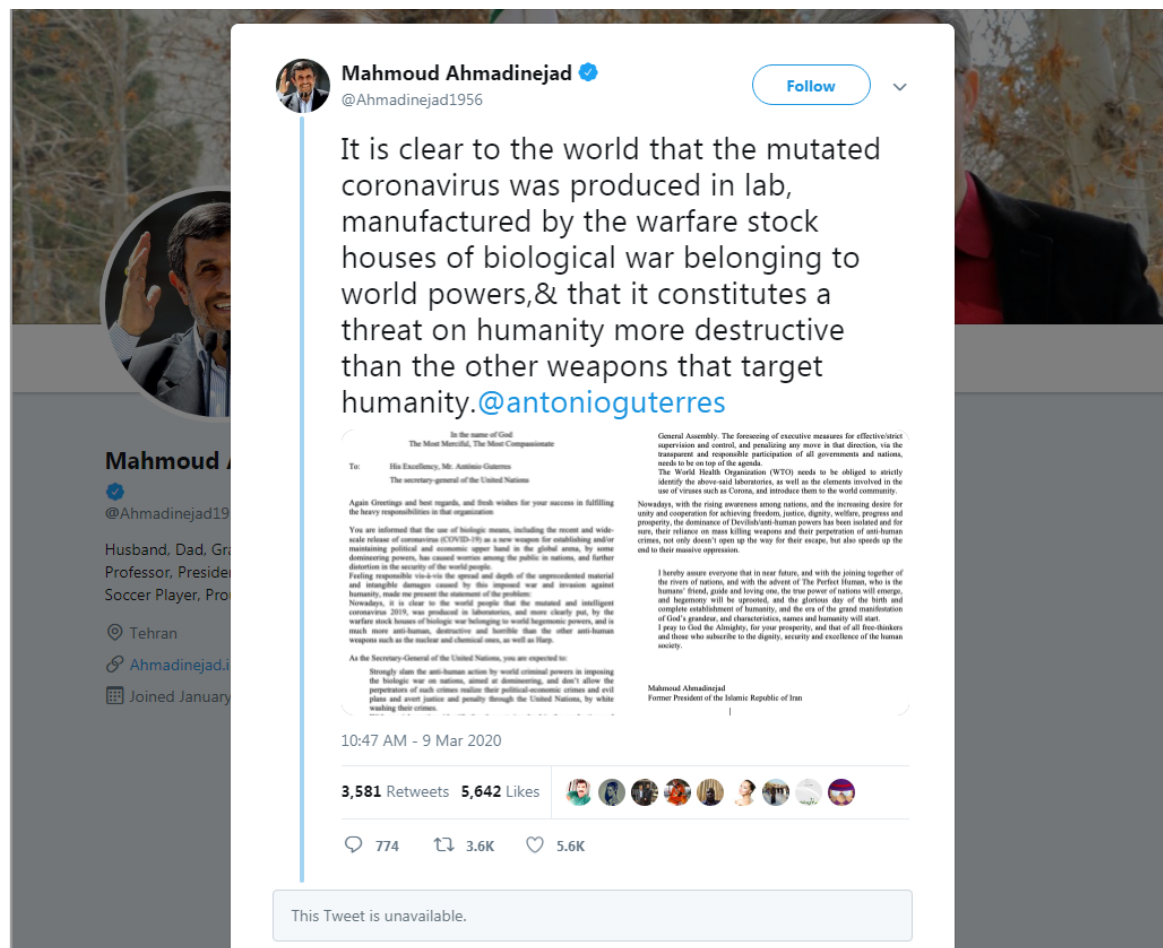 Mahmoud Ahmadinejad
@Ahmadinejad1956
Follow
It is clear to the world that the mutated
coronavirus was produced in lab,
manufactured by the warfare stock
houses of biological war belonging to
world powers,& that it constitutes a
threat on humanity more destructive
than the other weapons that target
humanity.@antonioguterres
In the name of God
The Most Merciful, The Most Compassionate
To: His Excellency, Mr. António Guterres
The secretary-general of the United Nations
Again Greetings and best regards, and fresh wishes for your success in fulfilling
the heavy responsibilities in that organization
You are informed that the use of biologic means, including the recent and wide-
scale release of coronavirus (COVID-19) as a new weapon for establishing and/or
maintaining political and economic upper hand in the global arena, by some
domineering powers, has caused worries among the public in nations, and further
distortion in the security of the world people.
Feeling responsible vis-à-vis the spread and depth of the unprecedented material
and intangible damages caused by this imposed war and invasion against
humanity, made me present the statement of the problem:
Nowadays, it is clear to the world people that the mutated and intelligent
coronavirus 2019, was produced in laboratories, and more clearly put, by the
warfare stock houses of biologic war belonging to world hegemonic powers, and is
much more anti-human, destructive and horrible than the other anti-human
weapons such as the nuclear and chemical ones, as well as Harp.
As the Secretary-General of the United Nations, you are expected to:
Strongly slam the anti-human action by world criminal powers in imposing
the biologic war on nations, aimed at domineering, and don't allow the
perpetrators of such crimes realize their political-economic crimes and evil
plans and avert justice and penalty through the United Nations, by white
washing their crimes.
General Assembly. The foreseeing of executive measures for effective/strict
supervision and control, and penalizing any move in that direction, via the
transparent and responsible participation of all governments and nations,
needs to be on top of the agenda.
The World Health Organization (WTO) needs to be obliged to strictly
identify the above-said laboratories, as well as the elements involved in the
use of viruses such as Corona, and introduce them to the world community.
Nowadays, with the rising awareness among nations, and the increasing desire for
unity and cooperation for achieving freedom, justice, dignity, welfare, progress and
prosperity, the dominance of Devilish/anti-human powers has been isolated and for
sure, their reliance on mass killing weapons and their perpetration of anti-human
crimes, not only doesn't open up the way for their escape, but also speeds up the
end to their massive oppression.
I hereby assure everyone that in near future, and with the joining together of
the rivers of nations, and with the advent of The Perfect Human, who is the
humans' friend, guide and loving one, the true power of nations will emerge,
and hegemony will be uprooted, and the glorious day of the birth and
complete establishment of humanity, and the era of the grand manifestation
of God's grandeur, and characteristics, names and humanity will start.
I pray to God the Almighty, for your prosperity, and that of all free-thinkers
and those who subscribe to the dignity, security and excellence of the human
society.
Mahmoud Ahmadinejad
Former President of the Islamic Republic of Iran
10:47 AM - 9 Mar 2020
3,581 Retweets 5,642 Likes
774 3.6K 5.6K
This Tweet is unavailable.
Mahmoud
@Ahmadinejad19
Husband, Dad, Gra
Professor, Preside
Soccer Player, Pro
Tehran
Ahmadinejad.i
Joined January